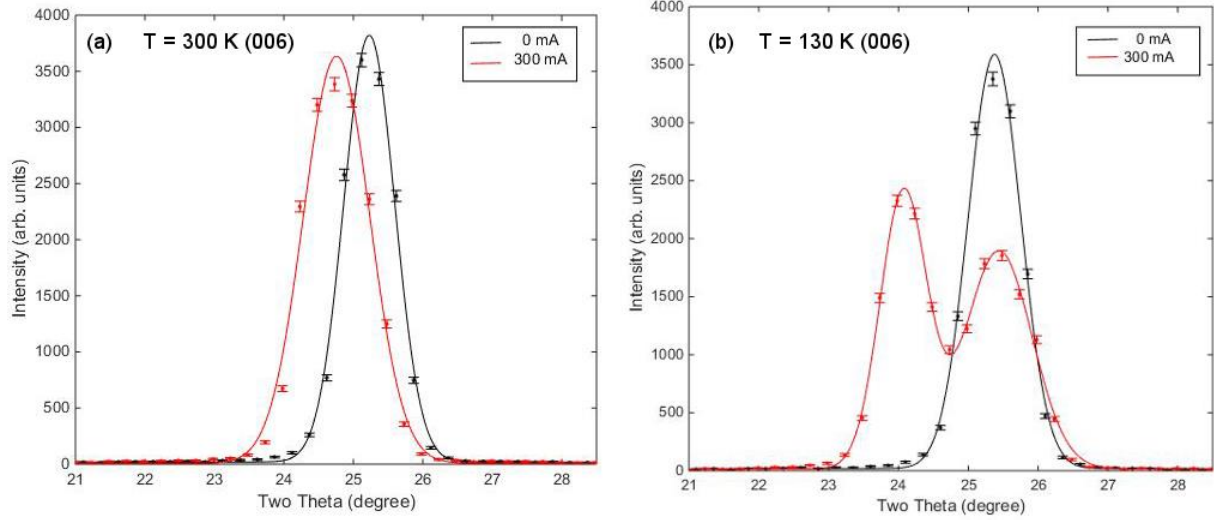 (a) T = 300 K (006)
0 mA
300 mA
4000
3500
3000
2500
2000
1500
1000
500
0
Intensity (arb. units)
21 22 23 24 25 26 27 28
Two Theta (degree)
(b) T = 130 K (006)
0 mA
300 mA
4000
3500
3000
2500
2000
1500
1000
500
0
Intensity (arb. units)
21 22 23 24 25 26 27 28
Two Theta (degree)